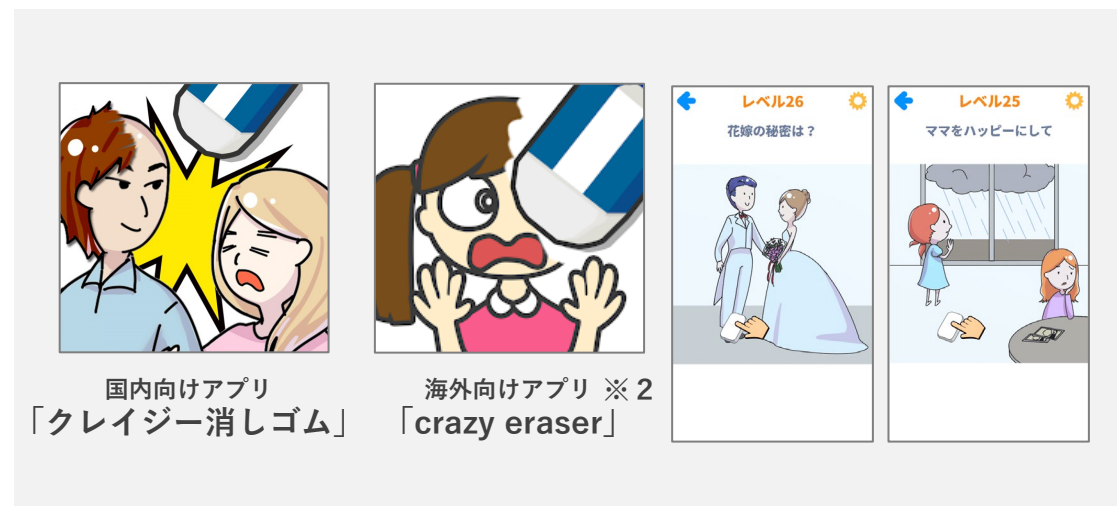 国内向けアプリ
「クレイジー消しゴム」
海外向けアプリ ※2
「crazy eraser」
レベル26
花嫁の秘密は？
レベル25
ママをハッピーにして